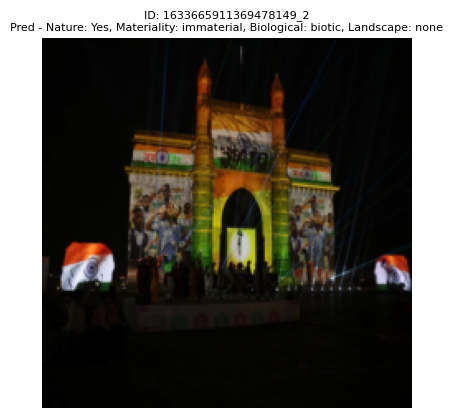 ID: 1633665911369478149_2
Pred - Nature: Yes, Materiality: immaterial, Biological: biotic, Landscape: none